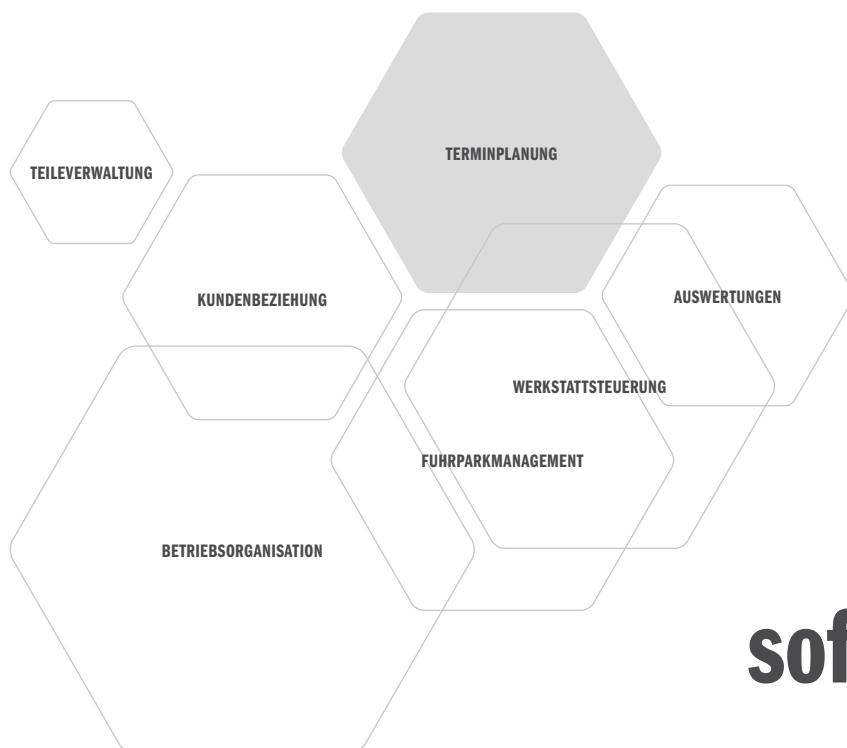 TERMINPLANUNG
TEILEVERWALTUNG
KUNDENBEZIEHUNG
AUSWERTUNGEN
WERKSTATTSTEUERUNG
FUHRPARKMANAGEMENT
BETRIEBSORGANISATION
sof